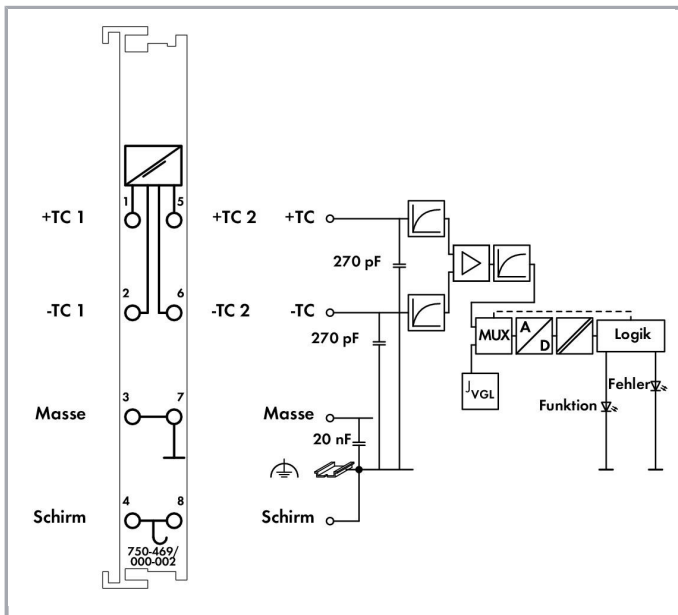 1 5
+TC 1 +TC 2 +TC
270 pF
2 6
-TC 1 -TC 2 -TC
270 pF
MUX A D Logik
J VGL
Fehler
Funktion
3 7
Masse Masse
20 nF
4 8
Schirm Schirm
750-469/
000-002